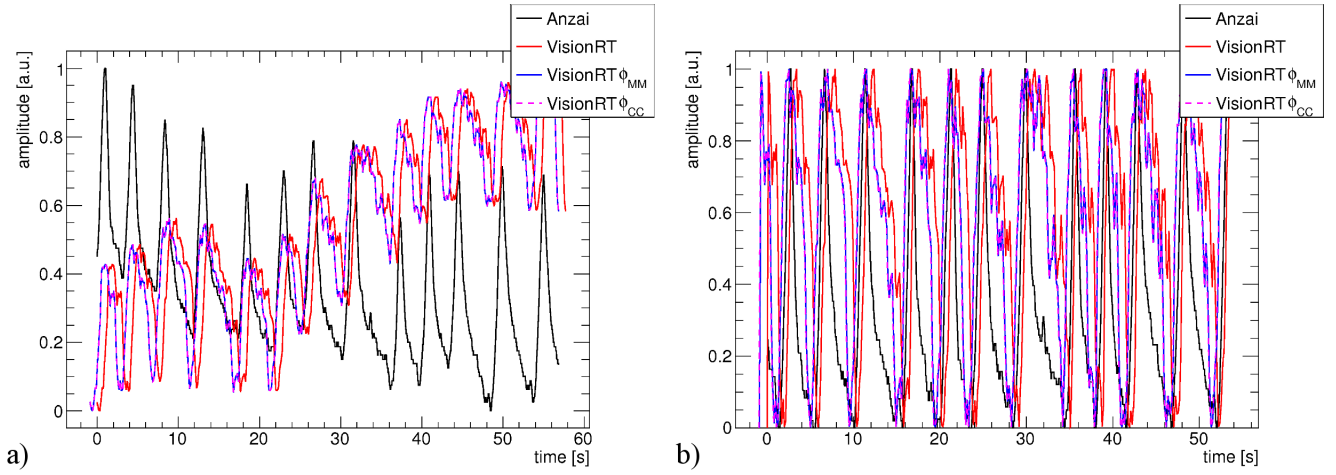 Anzai
VisionRT
VisionRTϕMM
VisionRTϕCC
amplitude [a.u.]
1
0.8
0.6
0.4
0.2
0
0 10 20 30 40 50 60
time [s]
a)
Anzai
VisionRT
VisionRTϕMM
VisionRTϕCC
amplitude [a.u.]
1
0.8
0.6
0.4
0.2
0
0 10 20 30 40 50
time [s]
b)